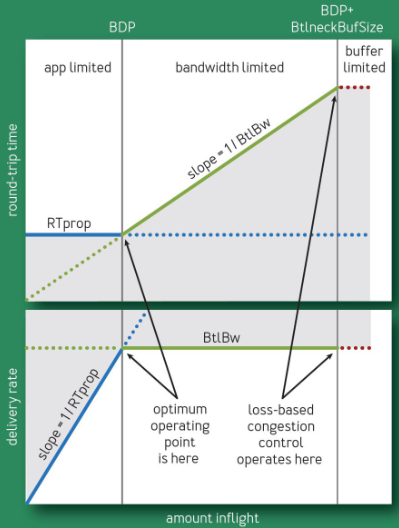 BDP
BDP+
BtlneckBufSize
app limited
bandwidth limited
buffer
limited
round-trip time
slope = 1 / BtlBw
RTprop
delivery rate
BtlBw
slope = 1 / RTprop
optimum
operating
point
is here
loss-based
congestion
control
operates here
amount inflight